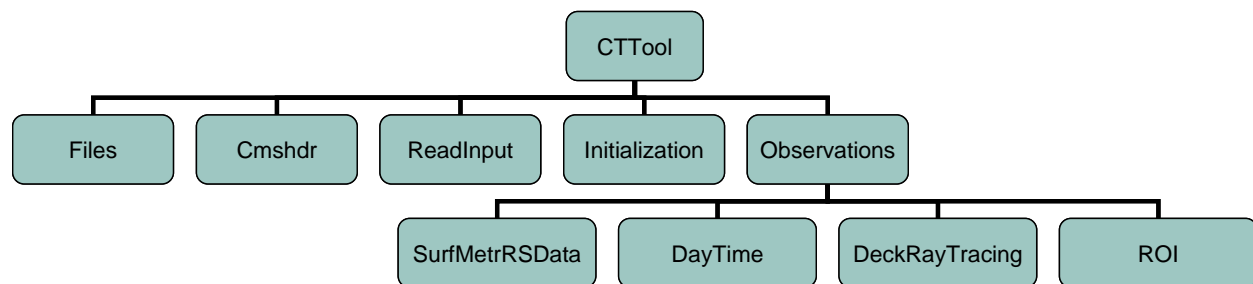 CTTool
Files
Cmshdr
ReadInput
Initialization
Observations
SurfMetrRSData
DayTime
DeckRayTracing
ROI